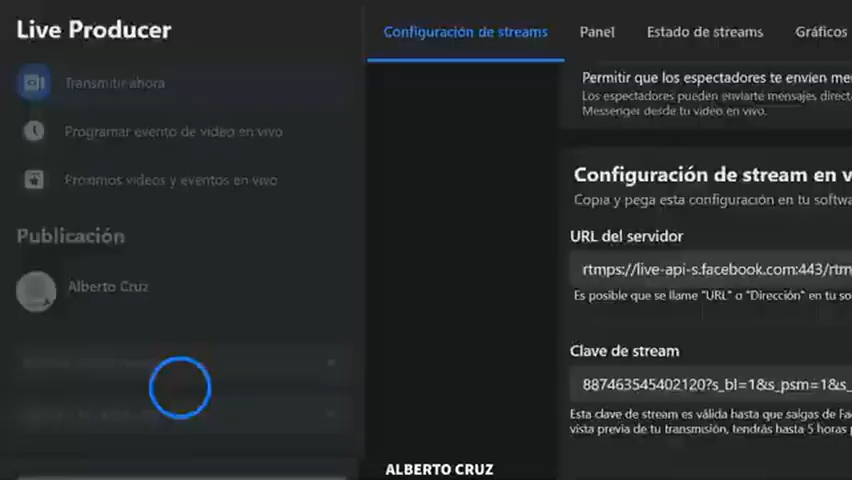 Live Producer
Transmitir ahora
Programar evento de video en vivo
Próximos videos y eventos en vivo
Publicación
Alberto Cruz
Configuración de streams
Panel
Estado de streams
Gráficos
Permitir que los espectadores te envíen me
Los espectadores pueden enviarte mensajes direct
Messenger desde tu video en vivo.
Configuración de stream en v
Copia y pega esta configuración en tu softwa
URL del servidor
rtmps://live-api-s.facebook.com:443/rtm
Es posible que se llame "URL" o "Dirección" en tu so
Clave de stream
887463545402120?s_bl=1&s_psm=1&s_
Esta clave de stream es válida hasta que salgas de Fa
vista previa de tu transmisión, tendrás hasta 5 horas p
ALBERTO CRUZ